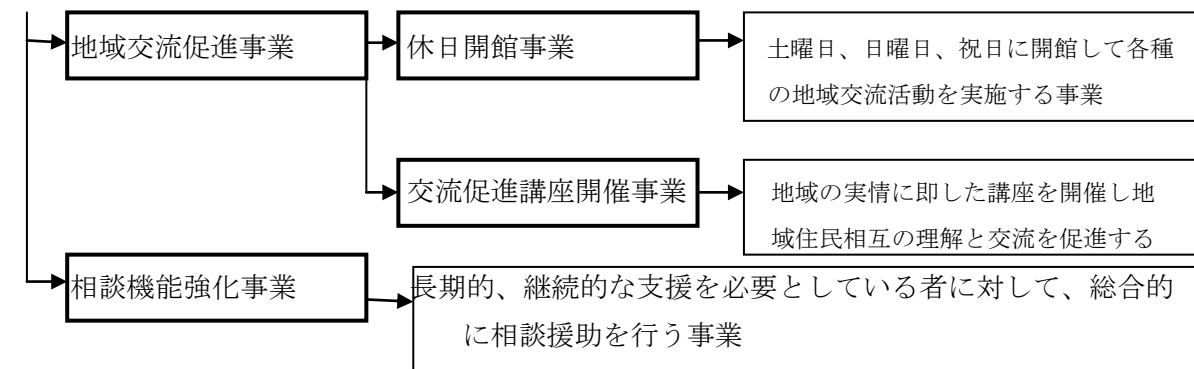 地域交流促進事業
休日開館事業
土曜日、日曜日、祝日に開館して各種
の地域交流活動を実施する事業
交流促進講座開催事業
地域の実情に即した講座を開催し地
域住民相互の理解と交流を促進する
相談機能強化事業
長期的、継続的な支援を必要としている者に対して、総合的
に相談援助を行う事業